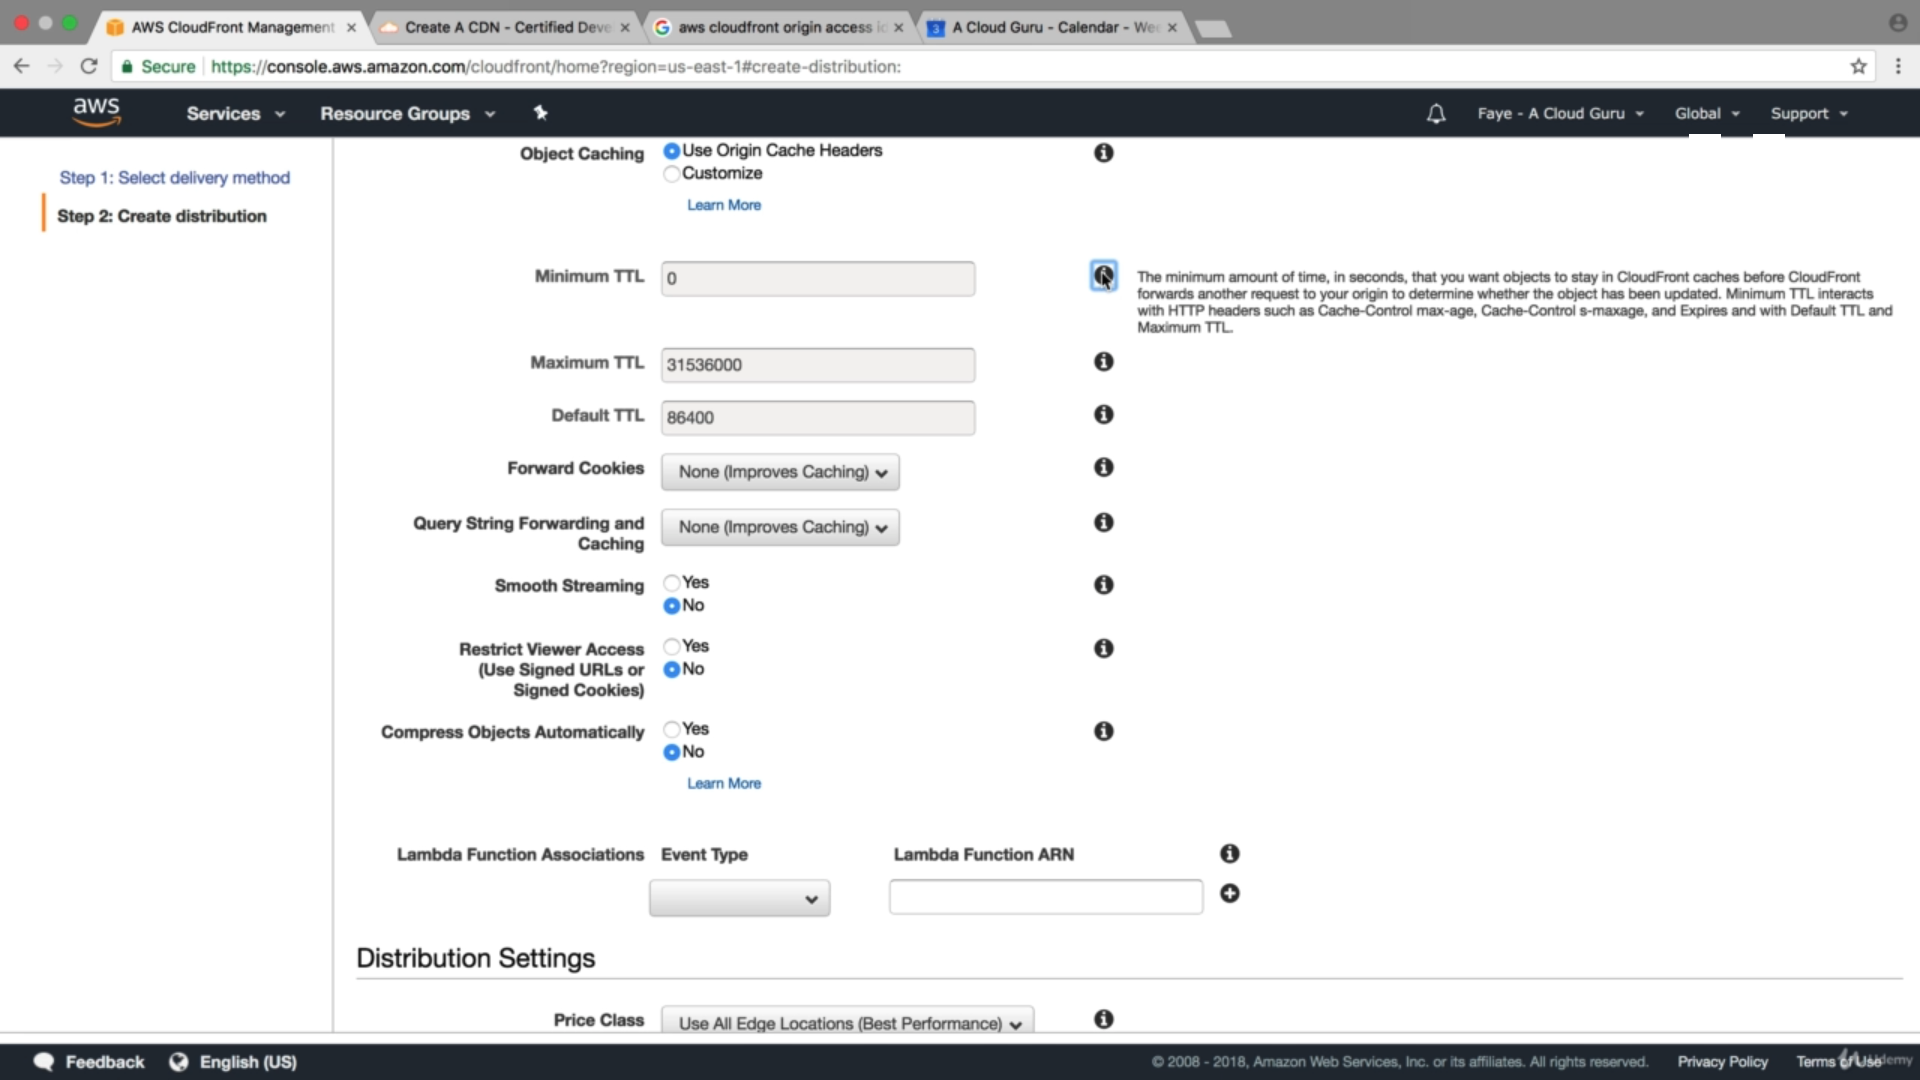 AWS CloudFront Management
Create A CDN - Certified Deve
aws cloudfront origin access id
3
A Cloud Guru - Calendar - Wee
Secure
https://console.aws.amazon.com/cloudfront/home?region=us-east-1#create-distribution:
aws
Services
Resource Groups
Faye - A Cloud Guru
Global
Support
Step 1: Select delivery method
Step 2: Create distribution
Object Caching
Use Origin Cache Headers
Customize
Learn More
Minimum TTL
0
The minimum amount of time, in seconds, that you want objects to stay in CloudFront caches before CloudFront
forwards another request to your origin to determine whether the object has been updated. Minimum TTL interacts
with HTTP headers such as Cache-Control max-age, Cache-Control s-maxage, and Expires and with Default TTL and
Maximum TTL.
Maximum TTL
31536000
Default TTL
86400
Forward Cookies
None (Improves Caching)
Query String Forwarding and
Caching
None (Improves Caching)
Smooth Streaming
Yes
No
Restrict Viewer Access
(Use Signed URLs or
Signed Cookies)
Yes
No
Compress Objects Automatically
Yes
No
Learn More
Lambda Function Associations
Event Type
Lambda Function ARN
Distribution Settings
Price Class
Use All Edge Locations (Best Performance)
Feedback
English (US)
© 2008 - 2018, Amazon Web Services, Inc. or its affiliates. All rights reserved.
Privacy Policy
Terms of Use